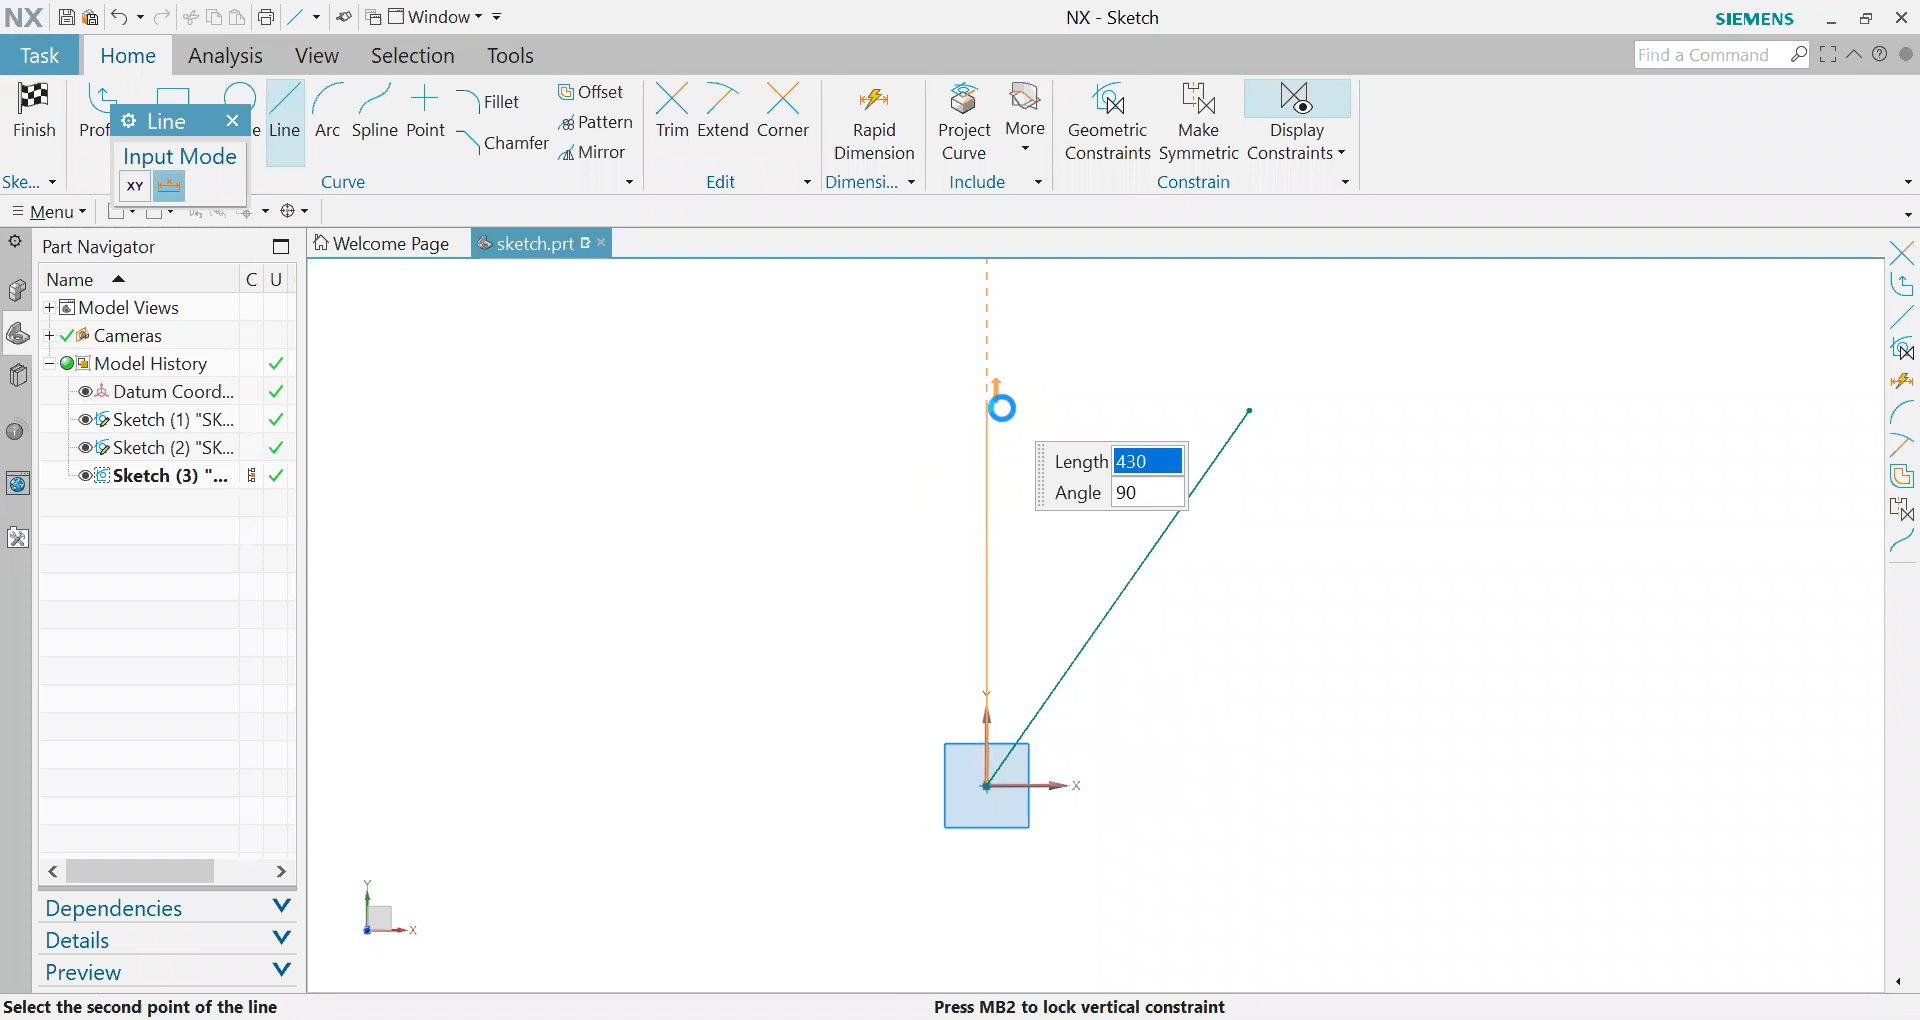 NX
Window
NX - Sketch
SIEMENS
Task Home Analysis View Selection Tools
Find a Command
Finish
Prof
e
Line
Arc
Spline
Point
Fillet
Chamfer
Offset
Pattern
Mirror
Trim
Extend
Corner
Rapid
Dimension
Project
Curve
More
Geometric
Constraints
Make
Symmetric
Display
Constraints
Line
Input Mode
XY
Ske...
Curve
Edit
Dimensi...
Include
Constrain
Menu
Part Navigator
Welcome Page
sketch.prt
Name C U
Model Views
Cameras
Model History
Datum Coord...
Sketch (1) "SK...
Sketch (2) "SK...
Sketch (3) "...
Length 430
Angle 90
Y
X
Y
X
Dependencies
Details
Preview
Select the second point of the line
Press MB2 to lock vertical constraint